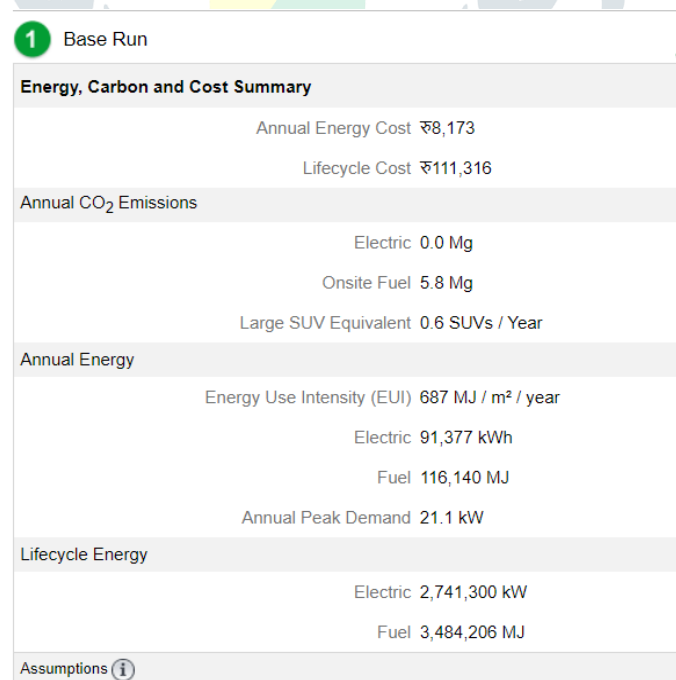 1 Base Run
Energy, Carbon and Cost Summary
Annual Energy Cost रु8,173
Lifecycle Cost रु111,316
Annual CO2 Emissions
Electric 0.0 Mg
Onsite Fuel 5.8 Mg
Large SUV Equivalent 0.6 SUVs / Year
Annual Energy
Energy Use Intensity (EUI) 687 MJ / m² / year
Electric 91,377 kWh
Fuel 116,140 MJ
Annual Peak Demand 21.1 kW
Lifecycle Energy
Electric 2,741,300 kW
Fuel 3,484,206 MJ
Assumptions i